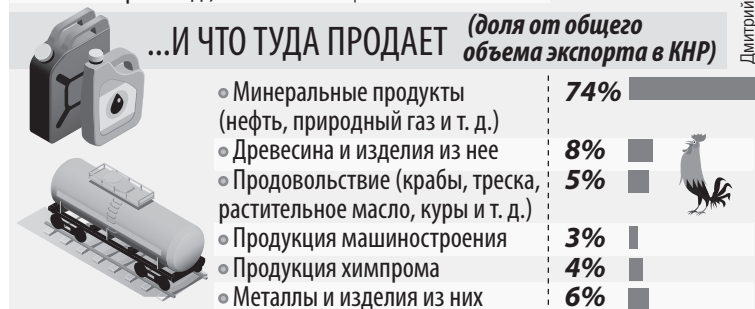 ...И ЧТО ТУДА ПРОДАЕТ (доля от общего
объема экспорта в КНР)
Дмитрий
• Минеральные продукты 74%
(нефть, природный газ и т. д.)
• Древесина и изделия из нее 8%
• Продовольствие (крабы, треска, 5%
растительное масло, куры и т. д.)
• Продукция машиностроения 3%
• Продукция химпрома 4%
• Металлы и изделия из них 6%